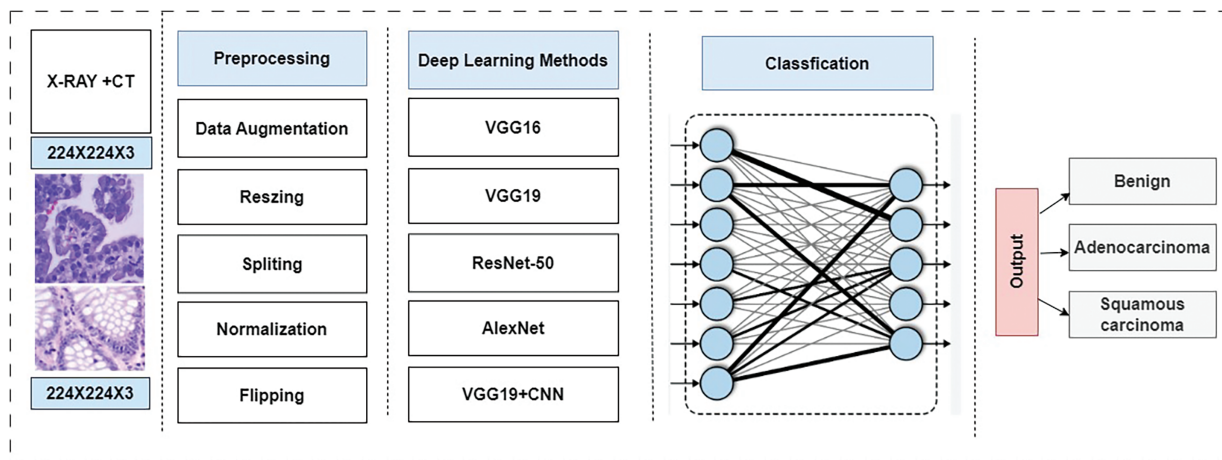 X-RAY +CT
224X224X3
224X224X3
Preprocessing
Data Augmentation
Reszing
Spliting
Normalization
Flipping
Deep Learning Methods
VGG16
VGG19
ResNet-50
AlexNet
VGG19+CNN
Classfication
Output
Benign
Adenocarcinoma
Squamous
carcinoma